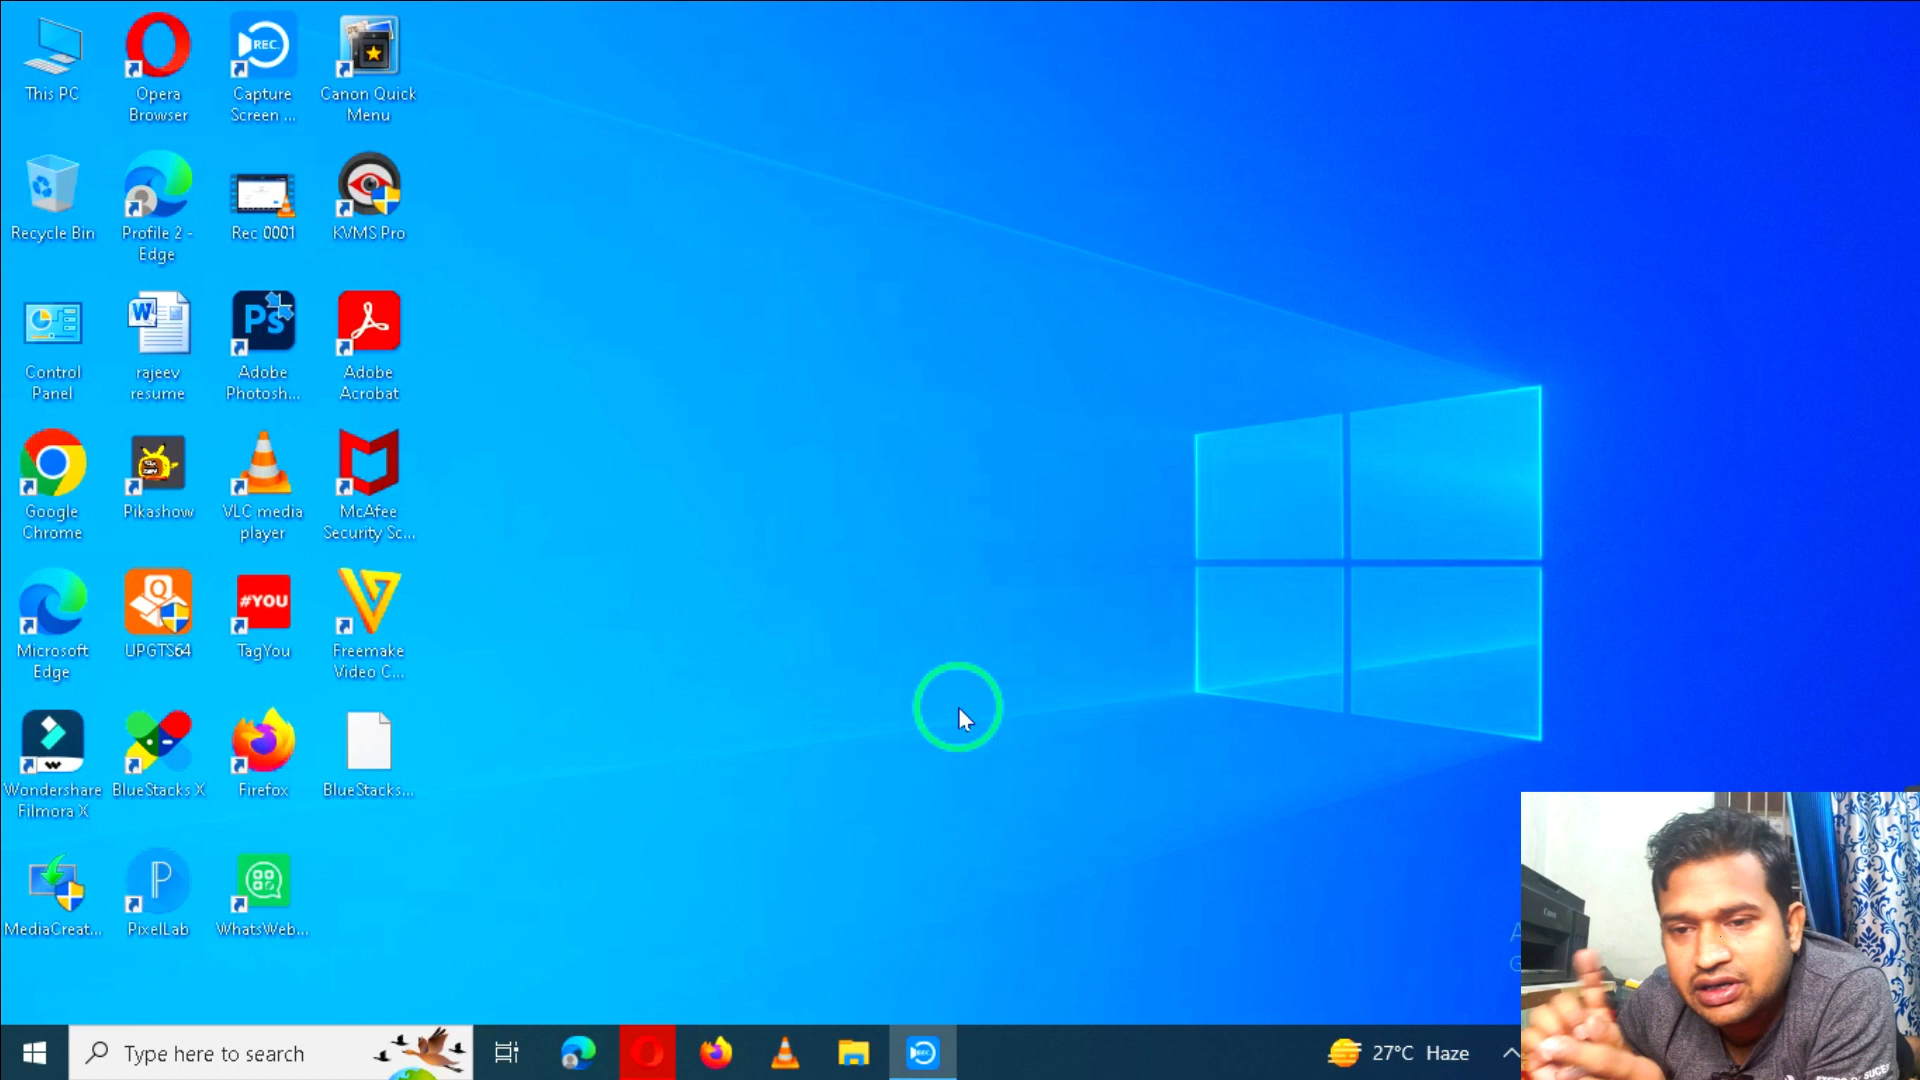 This PC
Opera
Browser
REC.
Capture
Screen ...
Canon Quick
Menu
Recycle Bin
Profile 2 -
Edge
Rec 0001
KVMS Pro
Control
Panel
W
rajeev
resume
Ps
Adobe
Photosh...
Adobe
Acrobat
Google
Chrome
Pikashow
VLC media
player
McAfee
Security Sc...
Microsoft
Edge
Q
UPGTS64
#YOU
TagYou
Freemake
Video C...
Wondershare
Filmora X
BlueStacks X
Firefox
BlueStacks...
MediaCreat...
P
PixelLab
WhatsWeb...
Canon
Type here to search
REC
27°C Haze